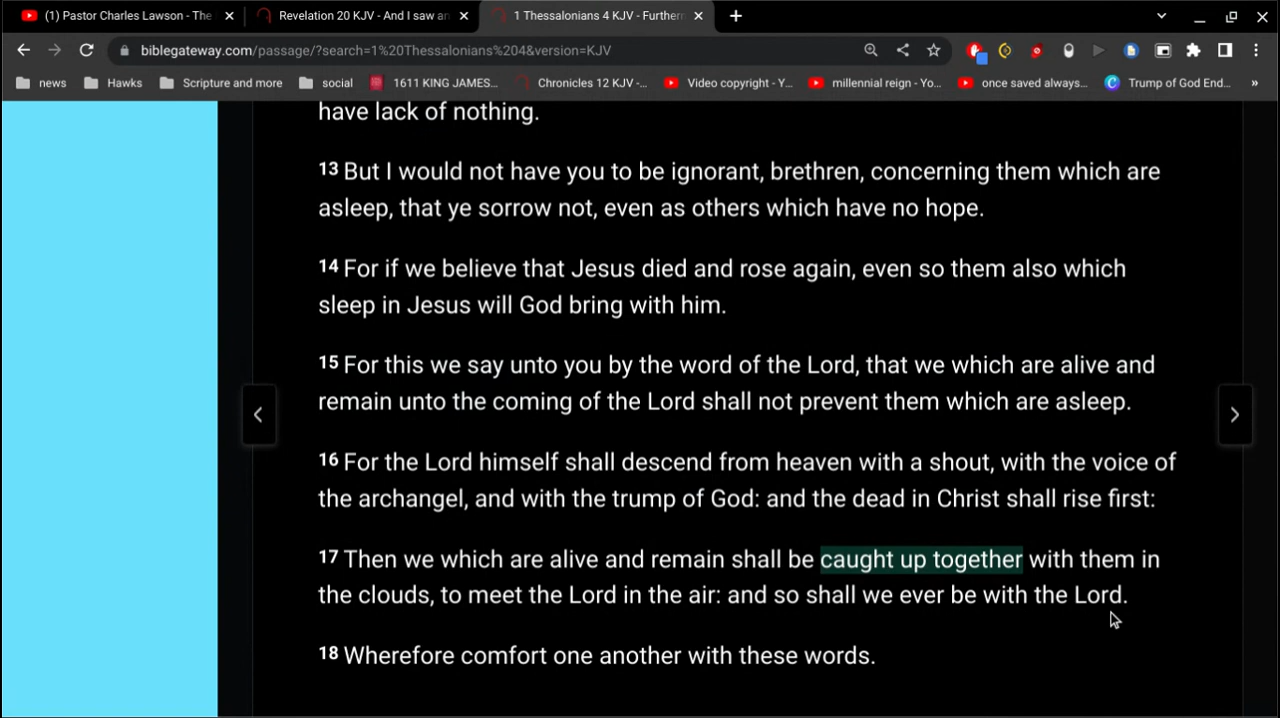 (1) Pastor Charles Lawson - The
Revelation 20 KJV - And I saw an
1 Thessalonians 4 KJV - Furthern
biblegateway.com/passage/?search=1%20Thessalonians%204&version=KJV
news
Hawks
Scripture and more
social
1611 KING JAMES...
Chronicles 12 KJV -...
Video copyright - Y...
millennial reign - Yo...
once saved always...
Trump of God End...
have lack of nothing.
13 But I would not have you to be ignorant, brethren, concerning them which are
asleep, that ye sorrow not, even as others which have no hope.
14 For if we believe that Jesus died and rose again, even so them also which
sleep in Jesus will God bring with him.
15 For this we say unto you by the word of the Lord, that we which are alive and
remain unto the coming of the Lord shall not prevent them which are asleep.
16 For the Lord himself shall descend from heaven with a shout, with the voice of
the archangel, and with the trump of God: and the dead in Christ shall rise first:
17 Then we which are alive and remain shall be caught up together with them in
the clouds, to meet the Lord in the air: and so shall we ever be with the Lord.
18 Wherefore comfort one another with these words.